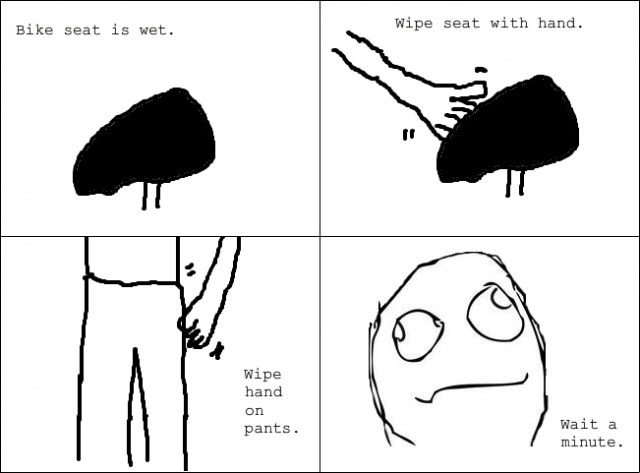 Bike seat is wet.
Wipe seat with hand.
Wipe
hand
on
pants.
Wait a
minute.